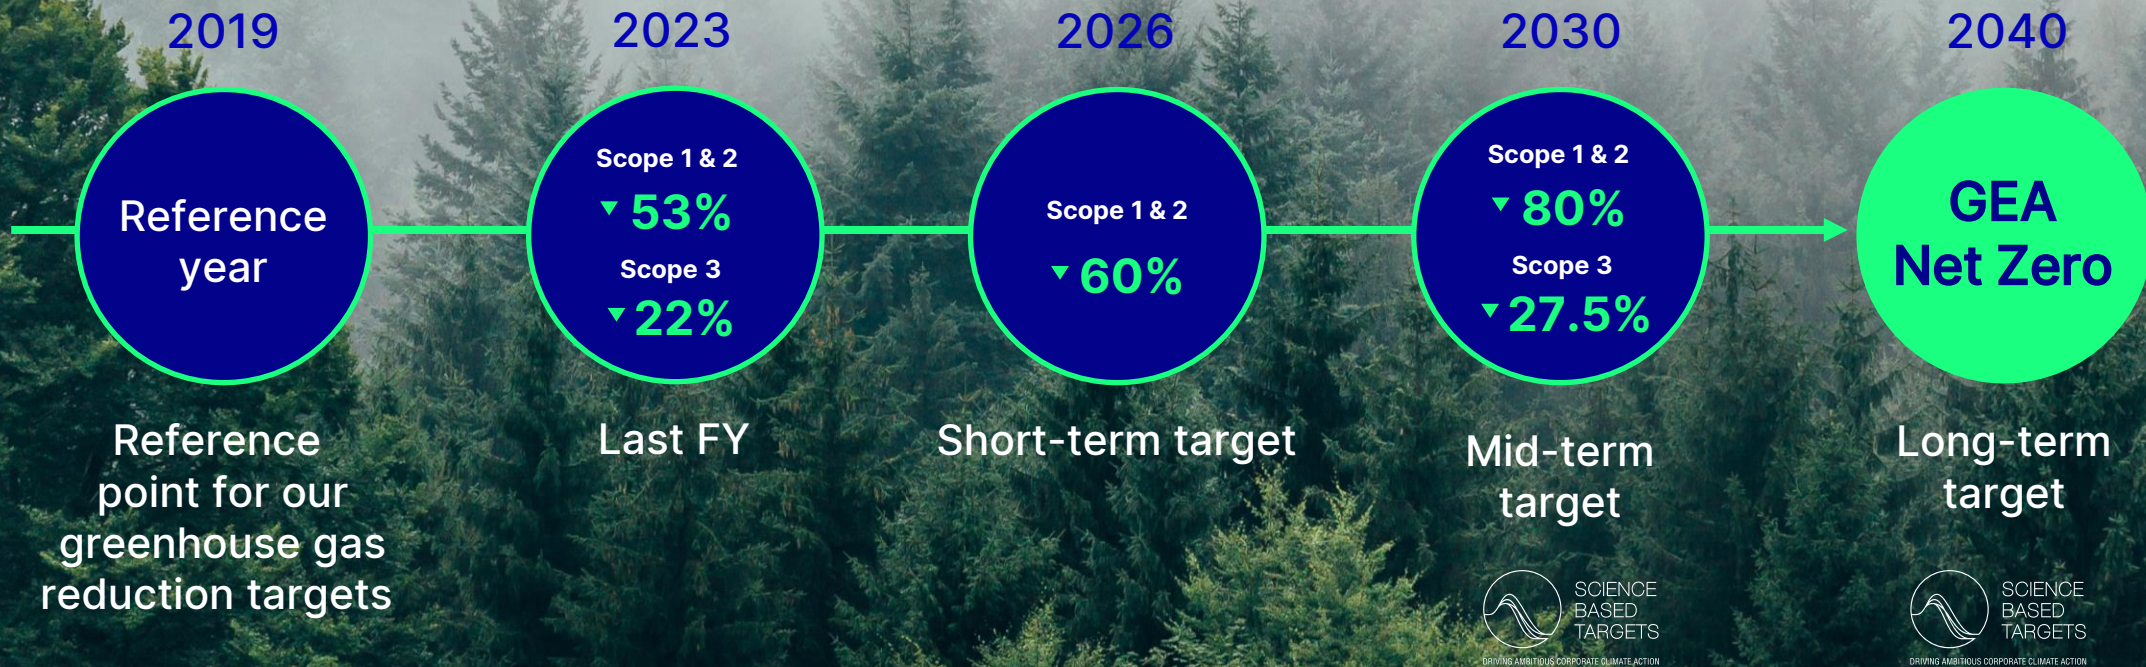 2019
Reference
year
Reference
point for our
greenhouse gas
reduction targets
2023
Scope 1 & 2
53%
Scope 3
22%
Last FY
2026
Scope 1 & 2
60%
Short-term target
2030
Scope 1 & 2
80%
Scope 3
27.5%
Mid-term
target
SCIENCE
BASED
TARGETS
DRIVING AMBITIOUS CORPORATE CLIMATE ACTION
2040
GEA
Net Zero
Long-term
target
SCIENCE
BASED
TARGETS
DRIVING AMBITIOUS CORPORATE CLIMATE ACTION